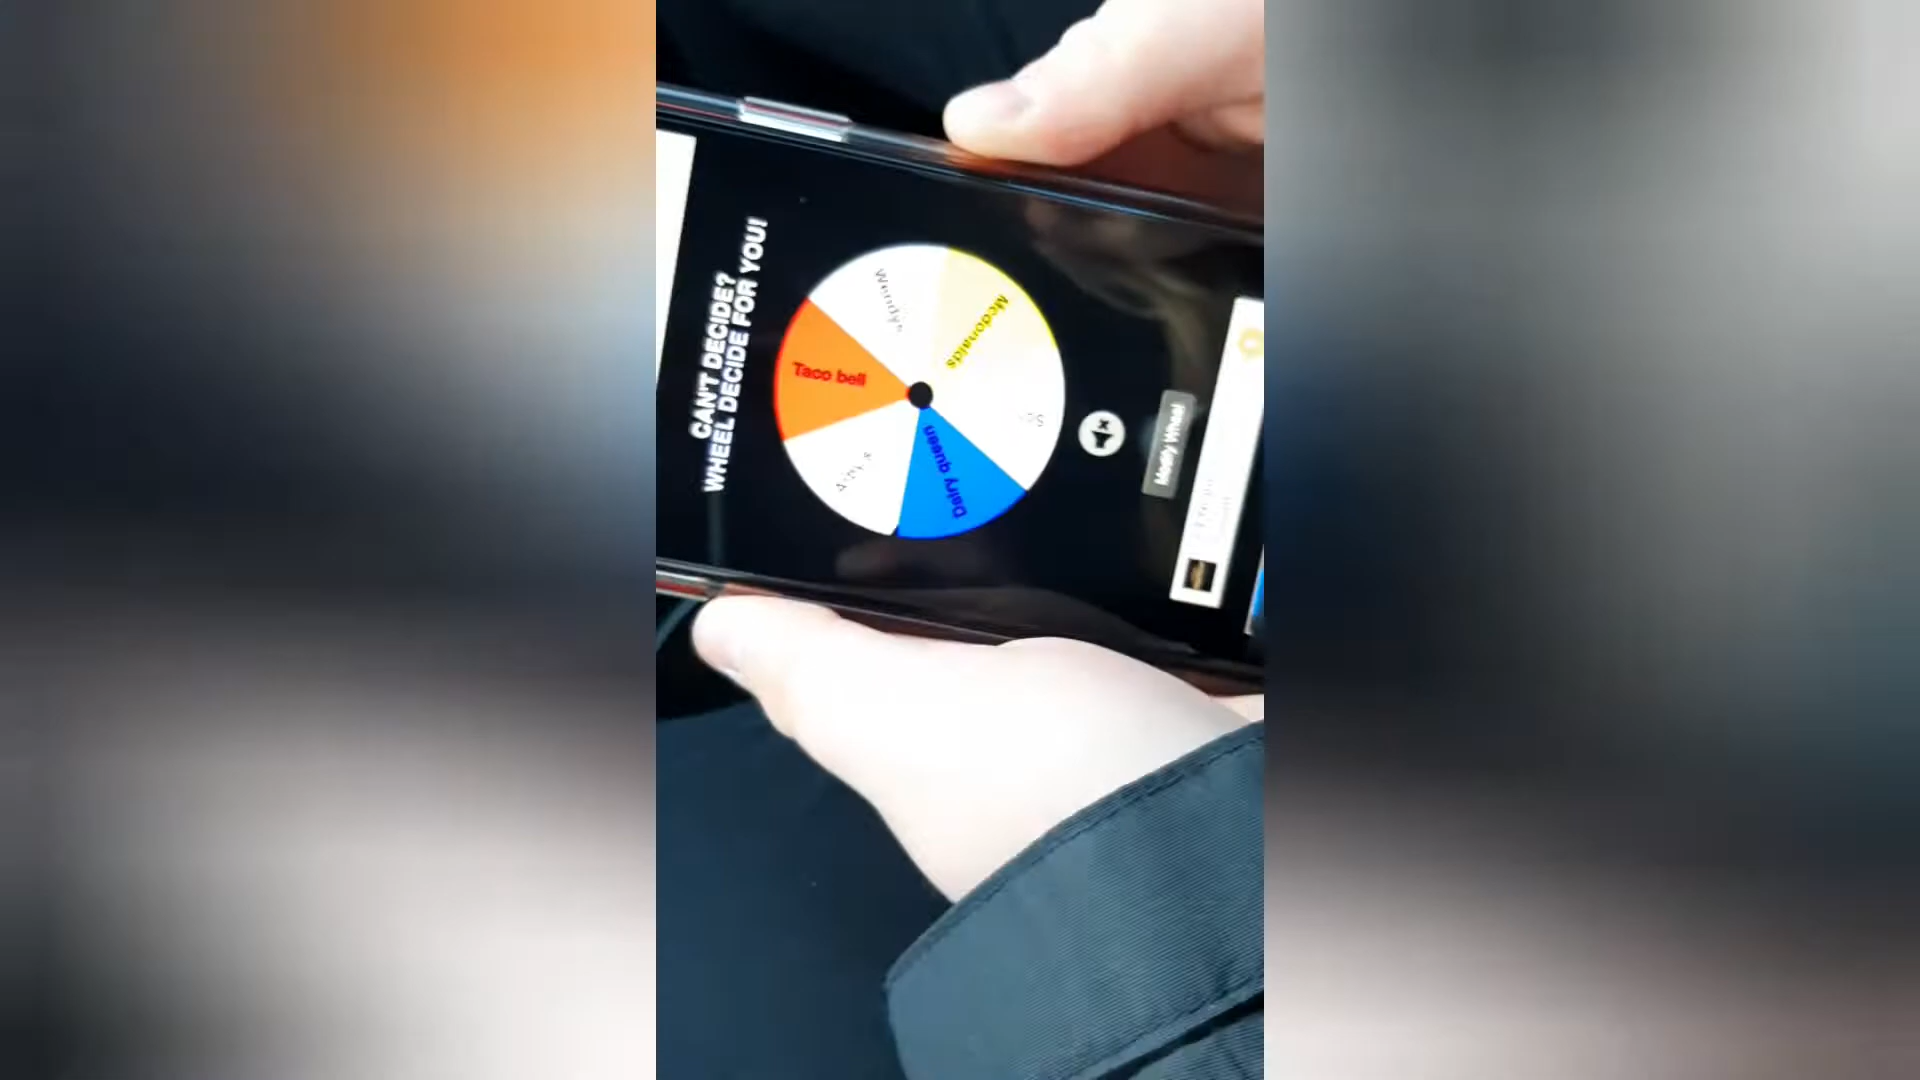 CAN'T DECIDE?
WHEEL DECIDE FOR YOU!
Wendys
Mcdonalds
Taco bell
Dairy queen
Modify Wheel